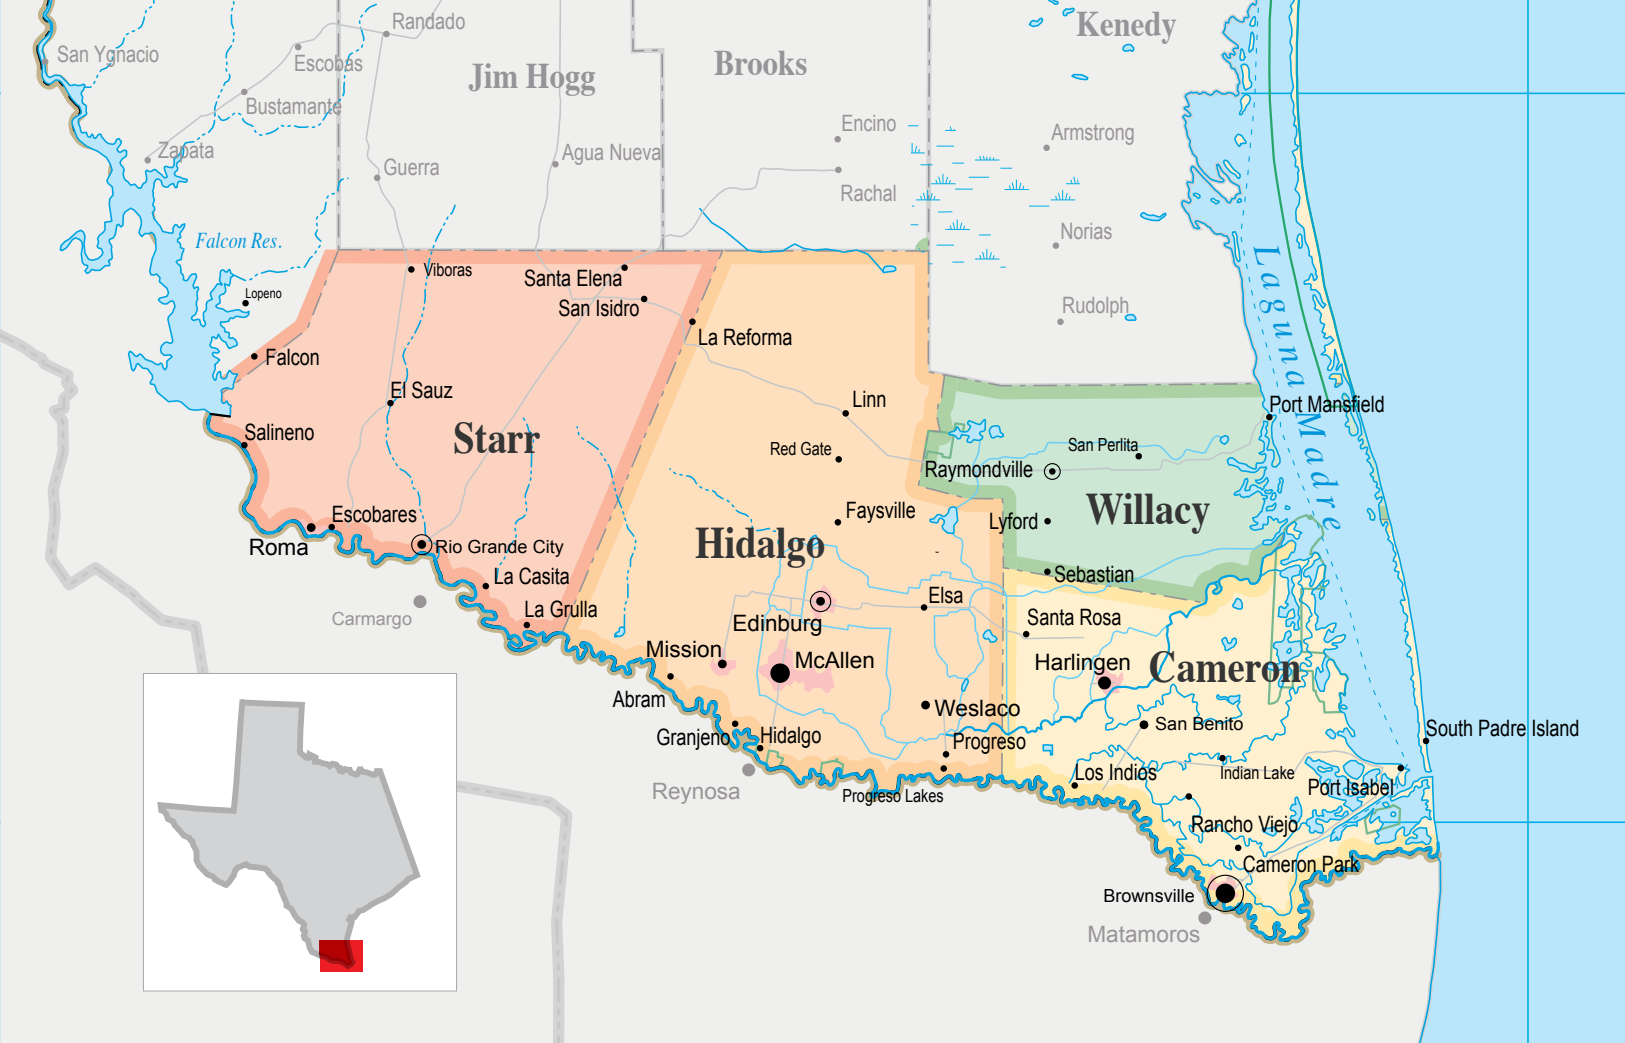 Kenedy
Randado
San Ygnacio
Escobas
Jim Hogg
Brooks
Bustamante
Encino
Armstrong
Zapata
Agua Nueva
Guerra
Rachal
Norias
Falcon Res.
Viboras
Santa Elena
Lopeno
San Isidro
Rudolph
La Reforma
Falcon
El Sauz
Linn
Port Mansfield
Laguna Madre
Salineno
Starr
Red Gate
San Perlita
Raymondville
Escobares
Faysville
Willacy
Lyford
Roma
Rio Grande City
Hidalgo
La Casita
Sebastian
Elsa
Carmargo
La Grulla
Santa Rosa
Edinburg
Mission
McAllen
Harlingen
Cameron
Abram
Weslaco
San Benito
South Padre Island
Granjeno
Hidalgo
Progreso
Los Indios
Indian Lake
Port Isabel
Reynosa
Progreso Lakes
Rancho Viejo
Cameron Park
Brownsville
Matamoros